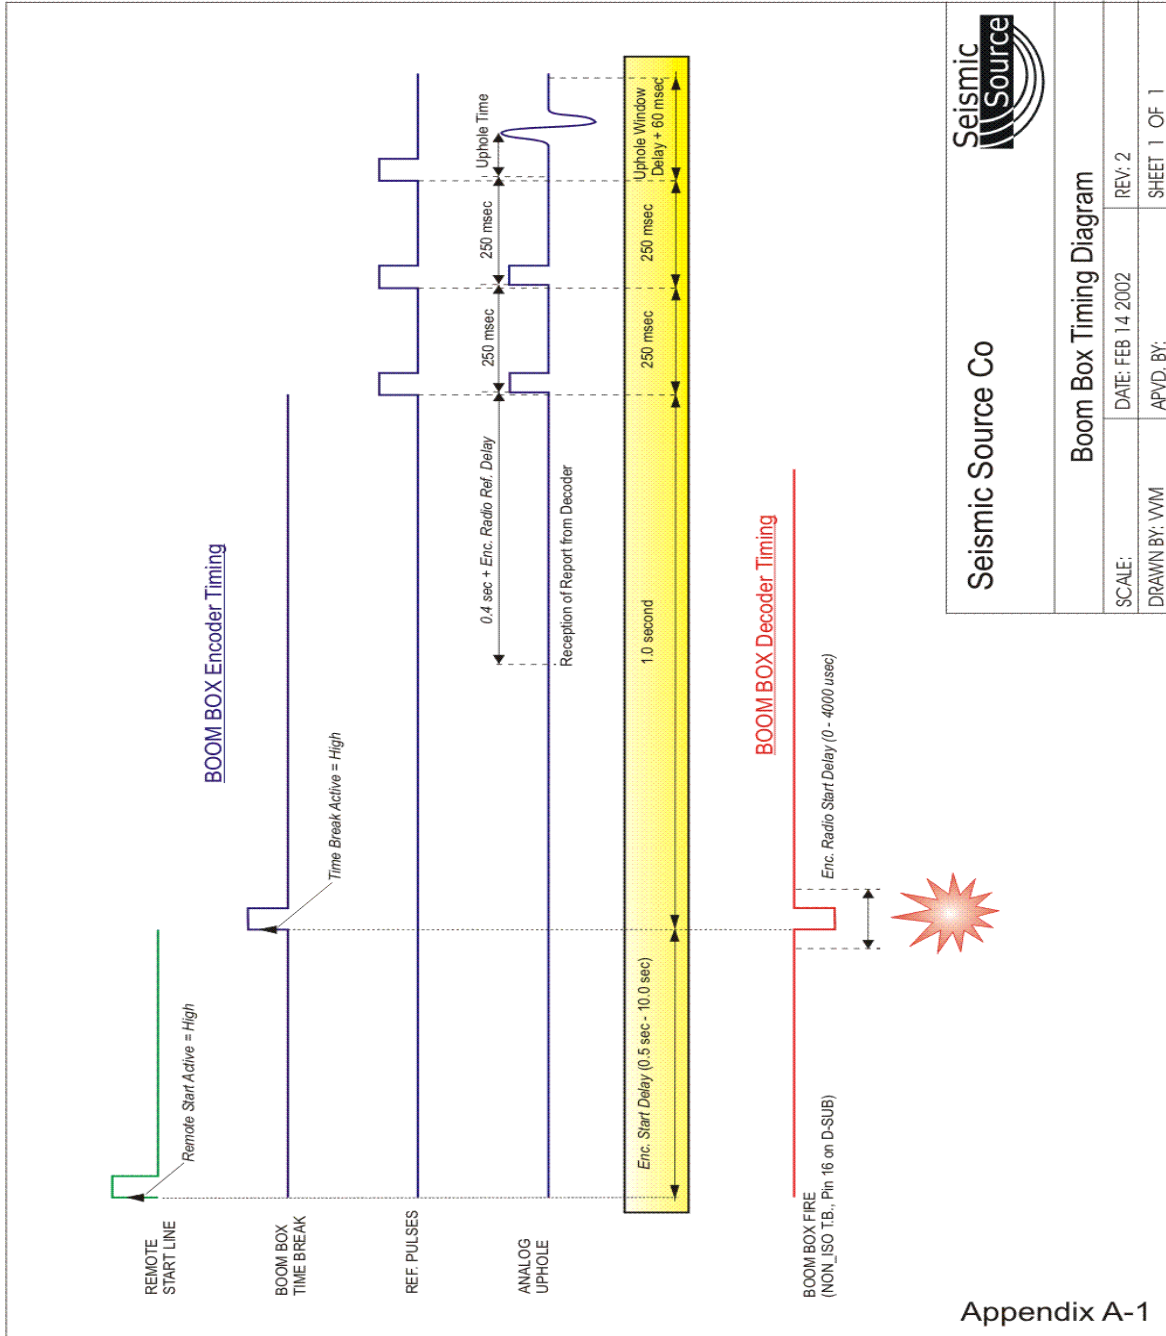 REMOTE
START LINE
Remote Start Active = High
BOOM BOX Encoder Timing
BOOM BOX
TIME BREAK
Time Break Active = High
REF. PULSES
ANALOG
UPHOLE
0.4 sec + Enc. Radio Ref. Delay
250 msec
250 msec
Uphole Time
Reception of Report from Decoder
Enc. Start Delay (0.5 sec - 10.0 sec)
1.0 second
250 msec
250 msec
Uphole Window
Delay + 60 msec
BOOM BOX Decoder Timing
BOOM BOX FIRE
(NON_ISO T.B., Pin 16 on D-SUB)
Enc. Radio Start Delay (0 - 4000 usec)
Seismic Source Co
Seismic
Source
Boom Box Timing Diagram
SCALE:
DATE: FEB 14 2002
REV: 2
DRAWN BY: WM
APVD. BY:
SHEET 1 OF 1
Appendix A-1